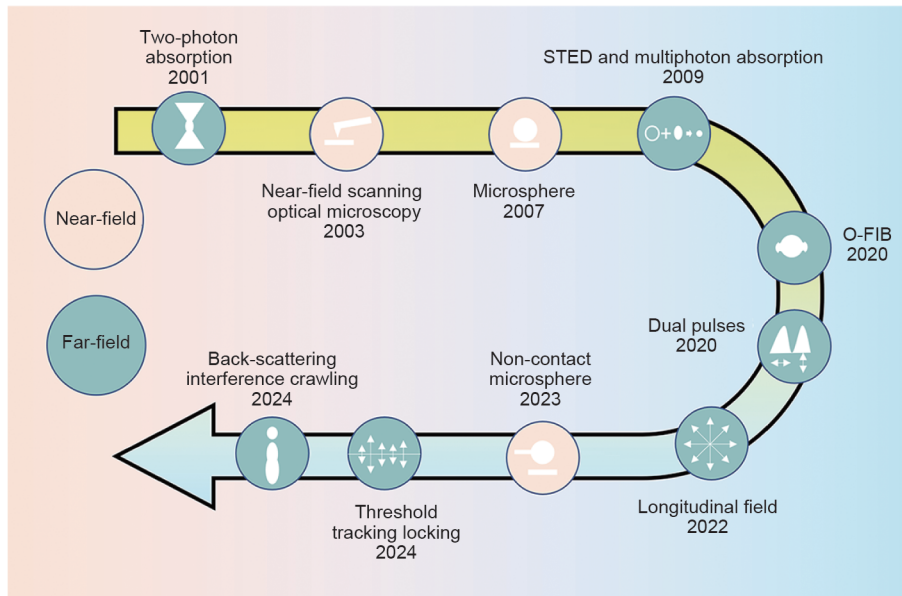 Two-photon
absorption
2001
STED and multiphoton absorption
2009
Near-field scanning
optical microscopy
2003
Microsphere
2007
Near-field
O-FIB
2020
Far-field
Dual pulses
2020
Back-scattering
interference crawling
2024
Non-contact
microsphere
2023
Threshold
tracking locking
2024
Longitudinal field
2022